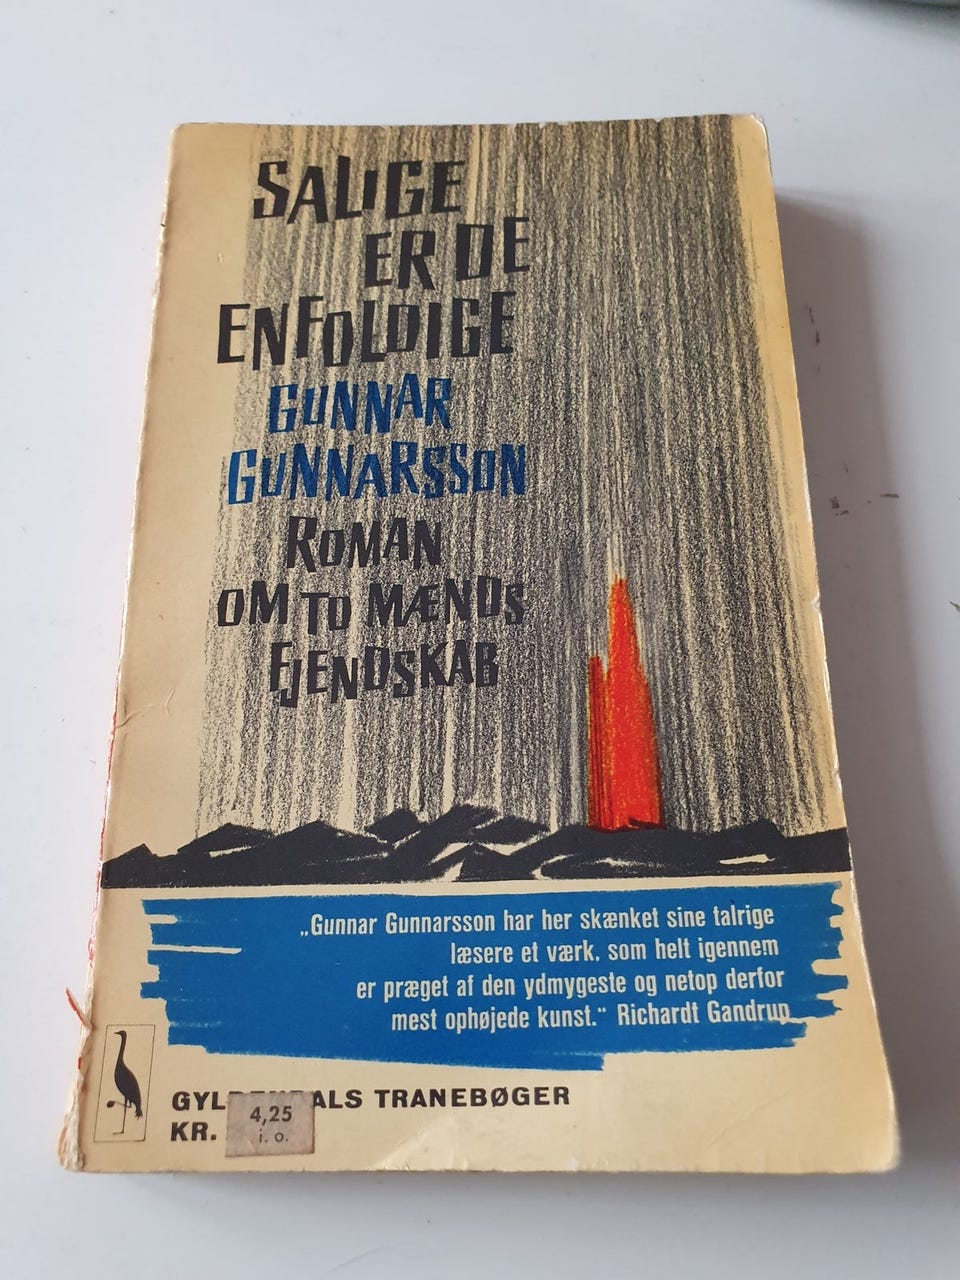 SALIGE
ER DE
ENFOLDIGE
GUNNAR
GUNNARSSON
ROMAN
OM TO MÆNDS
FJENDSKAB
„Gunnar Gunnarsson har her skænket sine talrige
læsere et værk, som helt igennem
er præget af den ydmygeste og netop derfor
mest ophøjede kunst.“ Richardt Gandrup
GYLDENDALS TRANEBØGER
KR. 4,25
i. o.